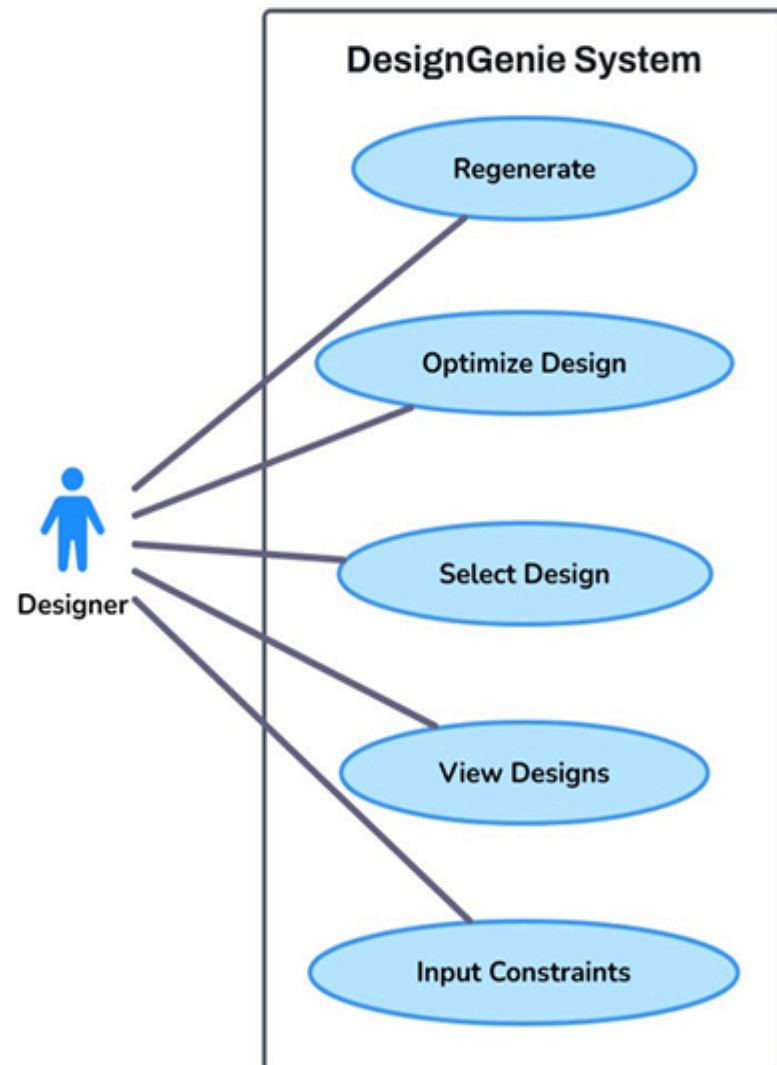 DesignGenie System
Regenerate
Optimize Design
Select Design
Designer
View Designs
Input Constraints